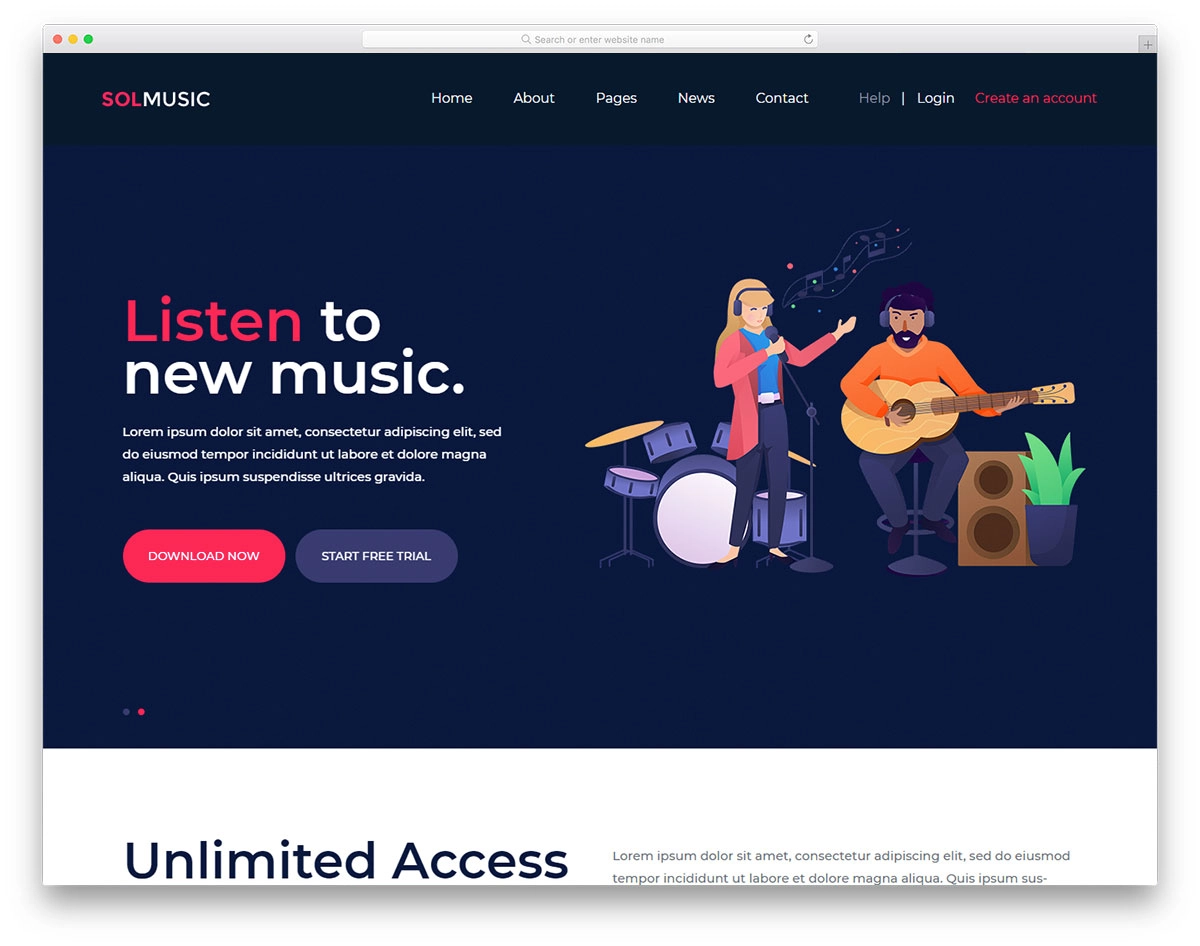 Search or enter website name
SOLMUSIC
Home About Pages News Contact Help | Login Create an account
Listen to
new music.
Lorem ipsum dolor sit amet, consectetur adipiscing elit, sed
do eiusmod tempor incididunt ut labore et dolore magna
aliqua. Quis ipsum suspendisse ultrices gravida.
DOWNLOAD NOW START FREE TRIAL
Unlimited Access
Lorem ipsum dolor sit amet, consectetur adipiscing elit, sed do eiusmod
tempor incididunt ut labore et dolore magna aliqua. Quis ipsum sus-